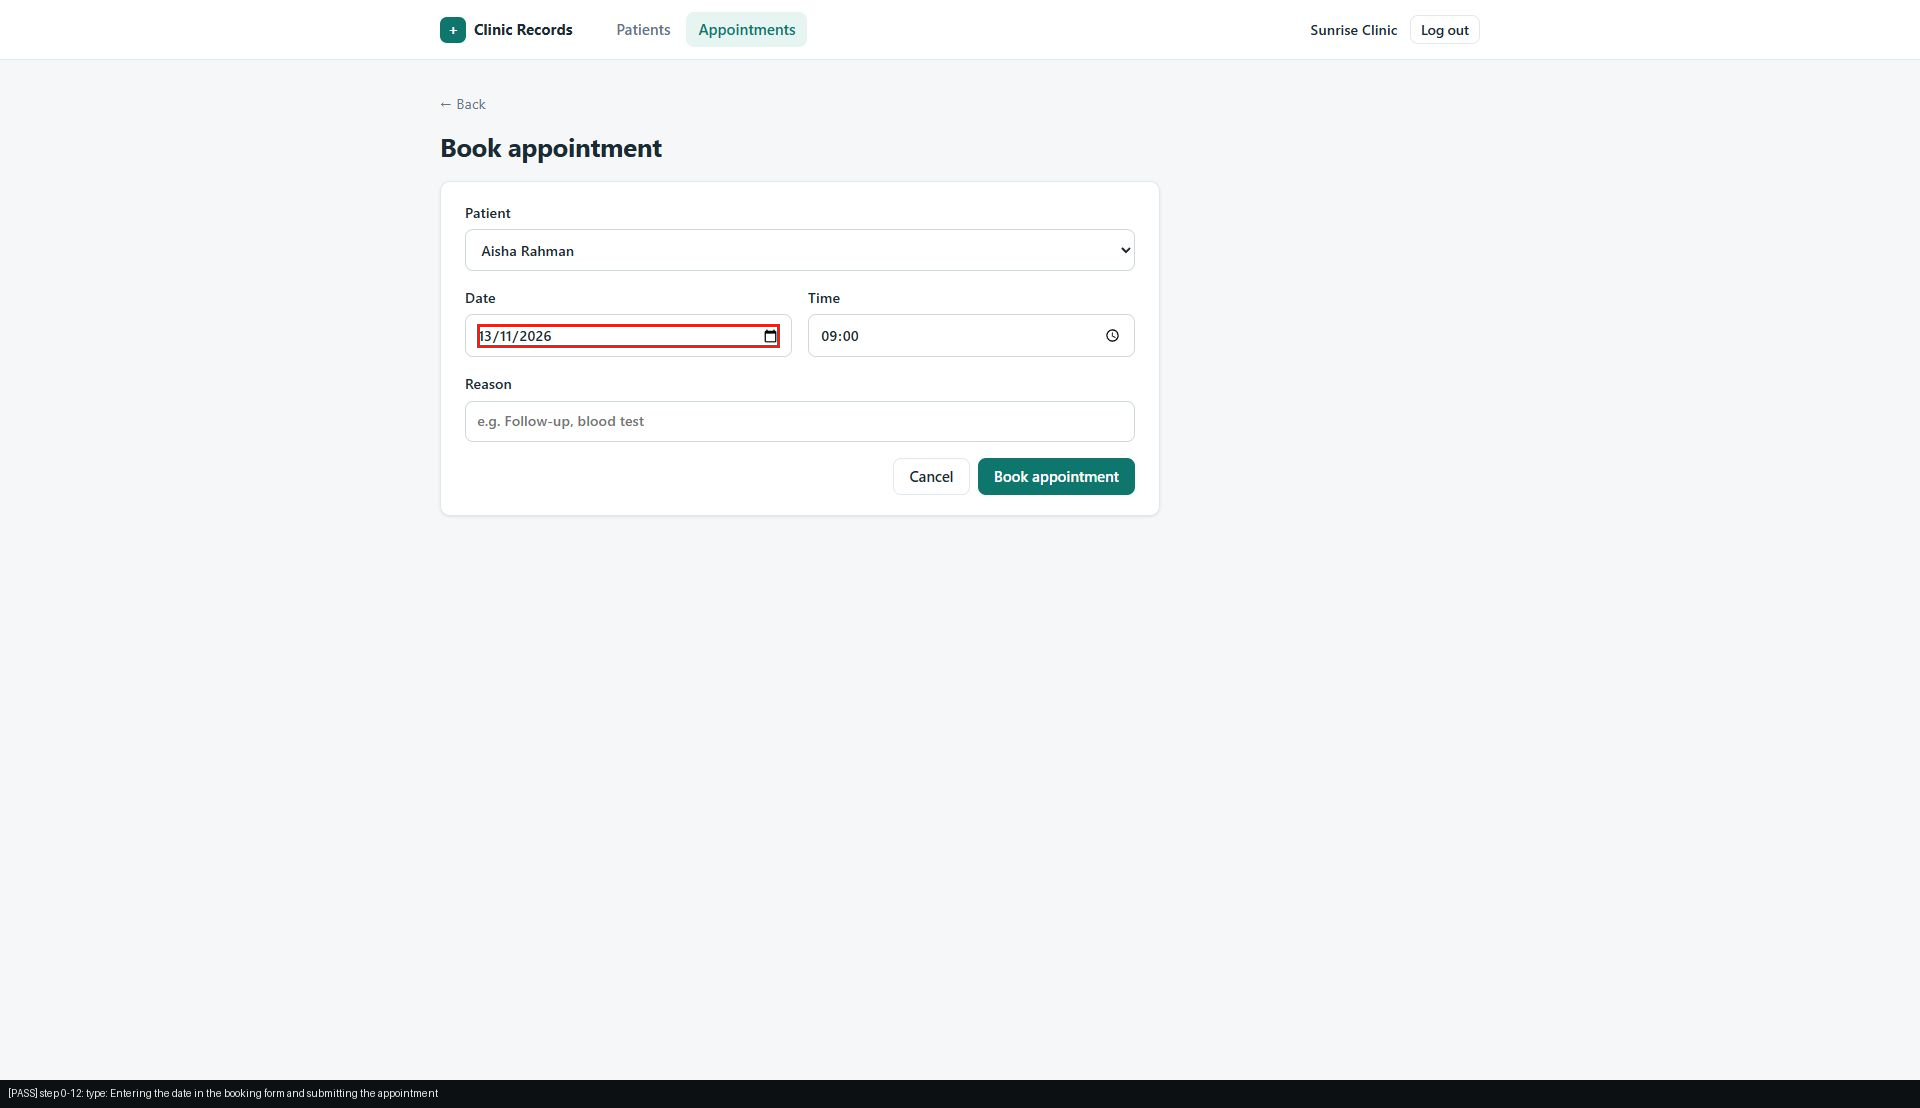 + Clinic Records Patients Appointments Sunrise Clinic Log out
← Back
Book appointment
Patient
Aisha Rahman
Date Time
13/11/2026 09:00
Reason
e.g. Follow-up, blood test
Cancel Book appointment
[PASS] step 0-12: type: Entering the date in the booking form and submitting the appointment